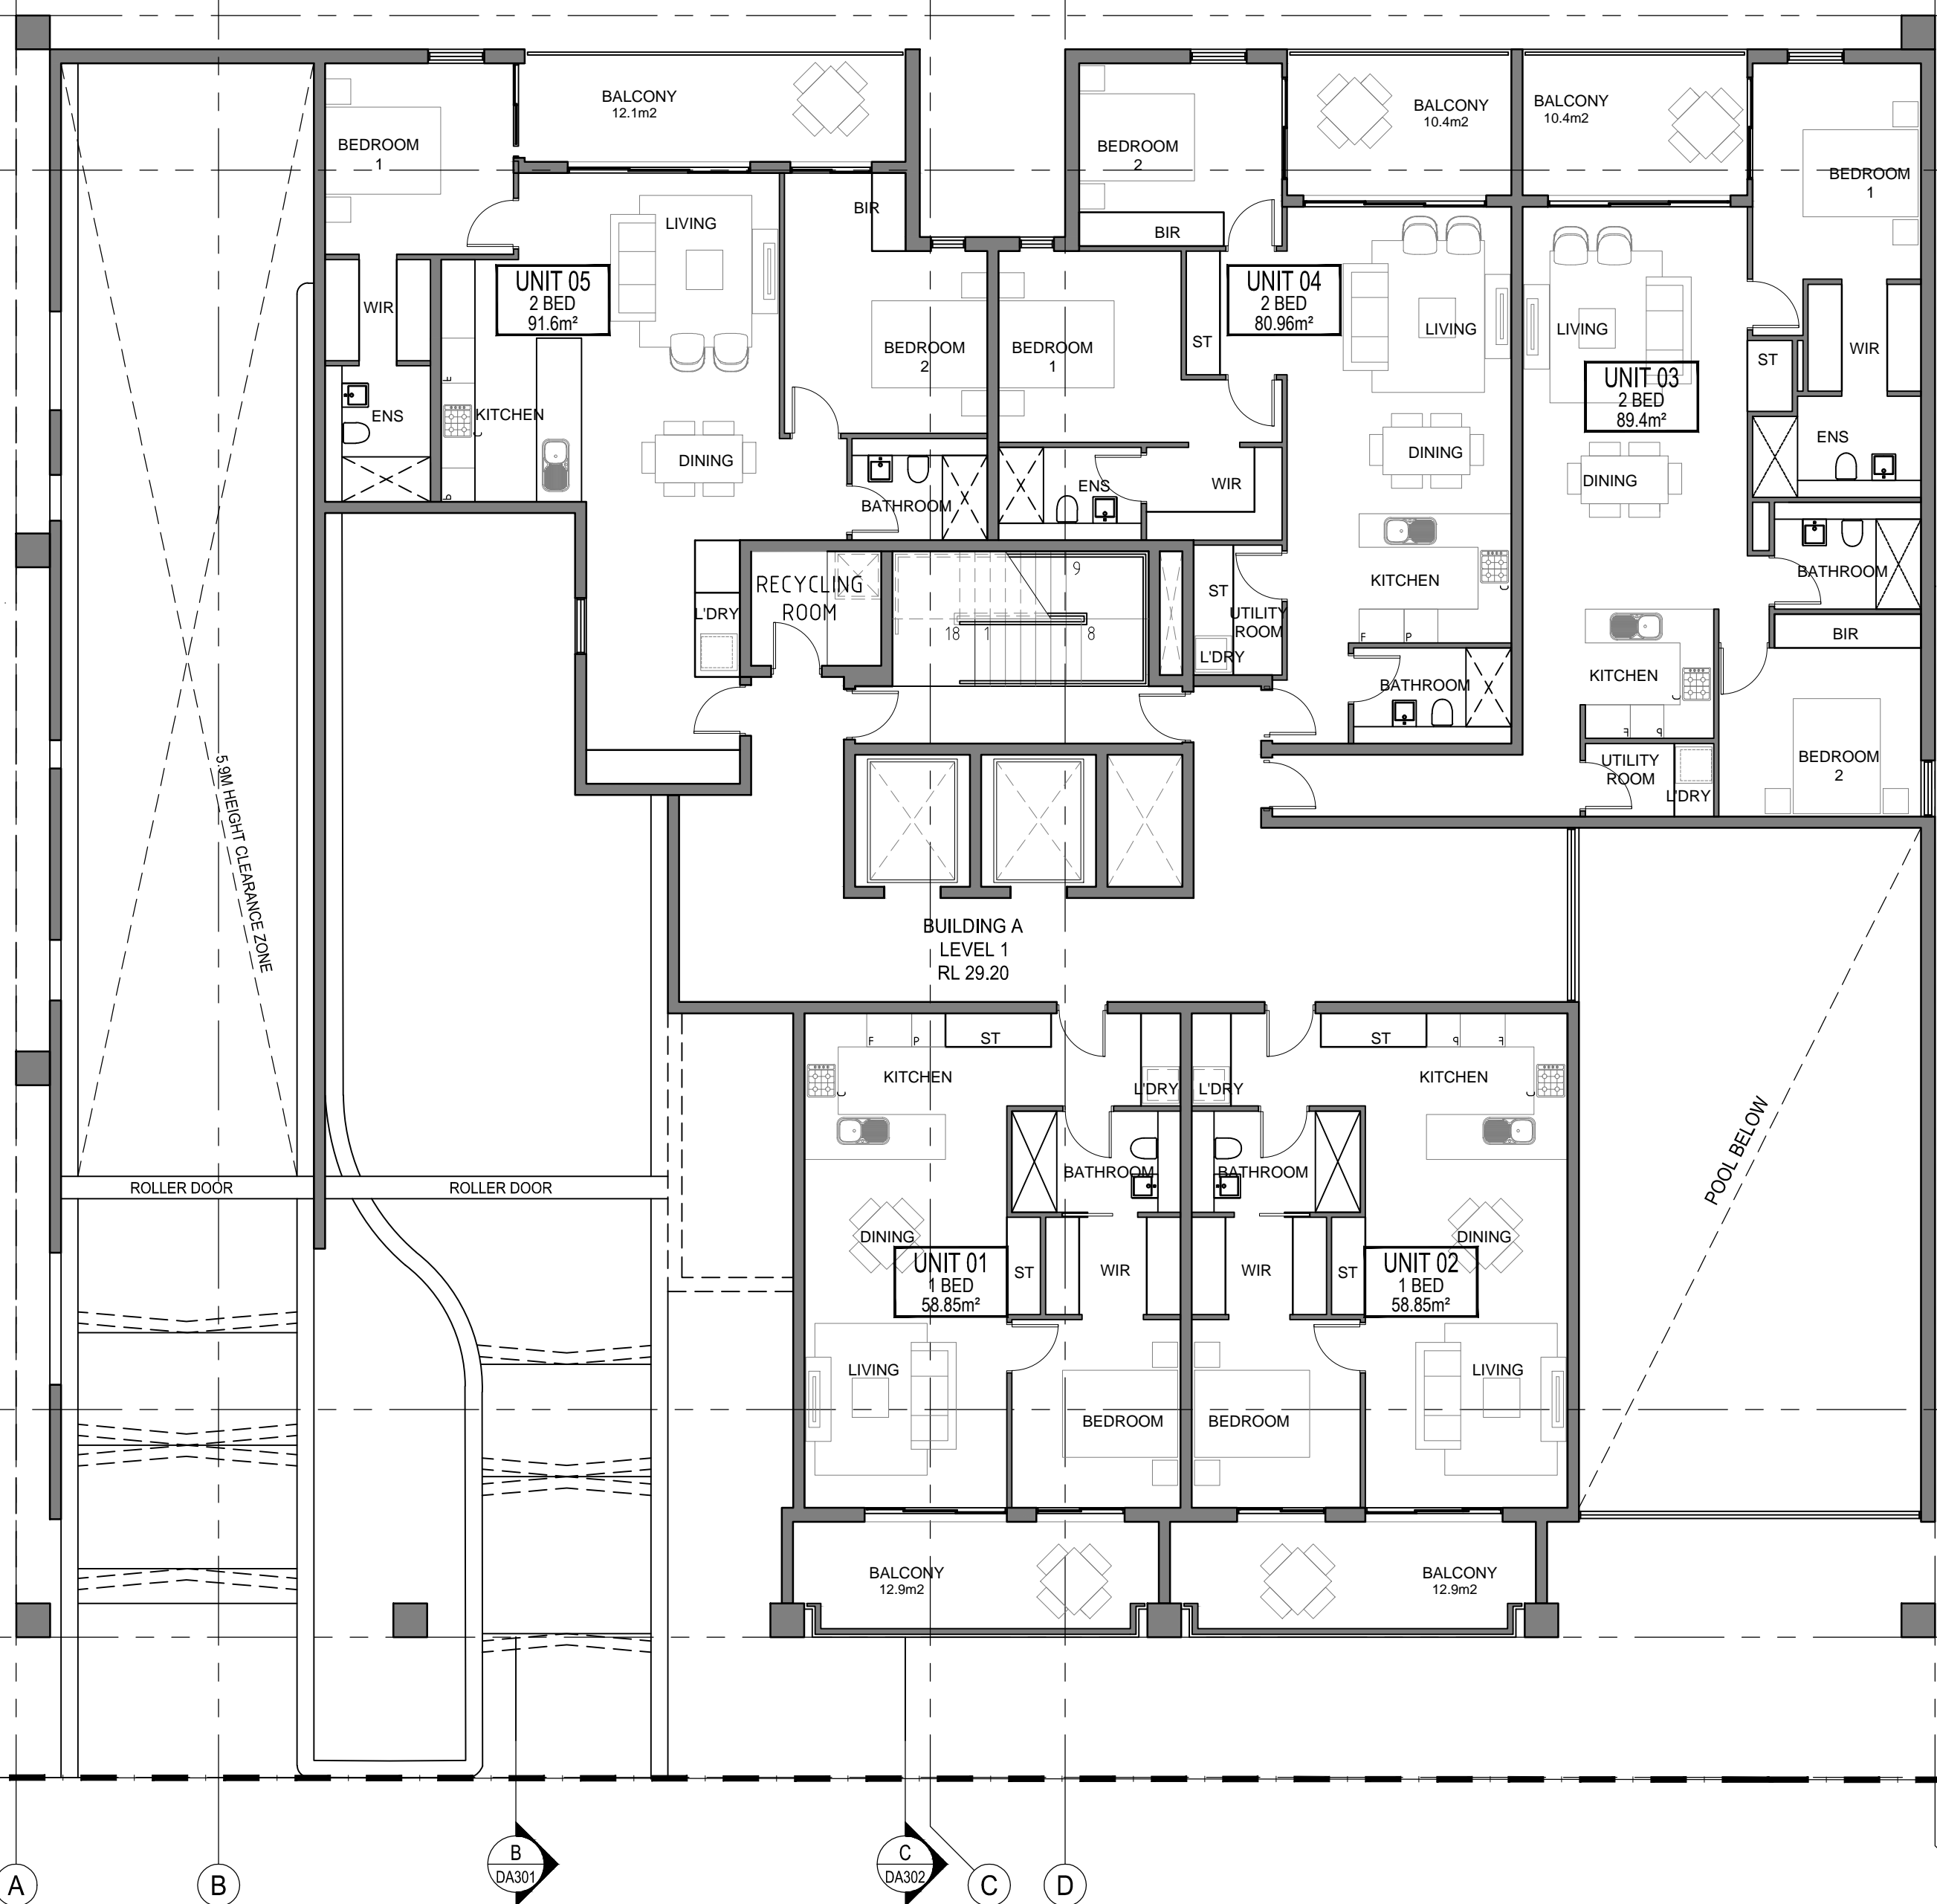 BALCONY
12.1m2
BEDROOM
1
BIR
LIVING
UNIT 05
2 BED
91.6m²
WIR
ENS
KITCHEN
F
P
DINING
BEDROOM
2
BATHROOM
L'DRY
RECYCLING
ROOM
9
18
1
8
BEDROOM
2
BIR
BALCONY
10.4m2
UNIT 04
2 BED
80.96m²
ST
BEDROOM
1
LIVING
DINING
ENS
WIR
KITCHEN
F
P
ST
UTILITY
ROOM
L'DRY
BATHROOM
BALCONY
10.4m2
BEDROOM
1
LIVING
ST
WIR
UNIT 03
2 BED
89.4m²
DINING
ENS
BATHROOM
BIR
KITCHEN
F
P
UTILITY
ROOM
L'DRY
BEDROOM
2
5.9M HEIGHT CLEARANCE ZONE
BUILDING A
LEVEL 1
RL 29.20
ROLLER DOOR
ROLLER DOOR
F
P
ST
KITCHEN
L'DRY
BATHROOM
DINING
UNIT 01
1 BED
58.85m²
ST
WIR
LIVING
BEDROOM
BALCONY
12.9m2
ST
P
F
KITCHEN
L'DRY
BATHROOM
DINING
UNIT 02
1 BED
58.85m²
ST
WIR
LIVING
BEDROOM
BALCONY
12.9m2
POOL BELOW
A
B
B
DA301
C
DA302
C
D